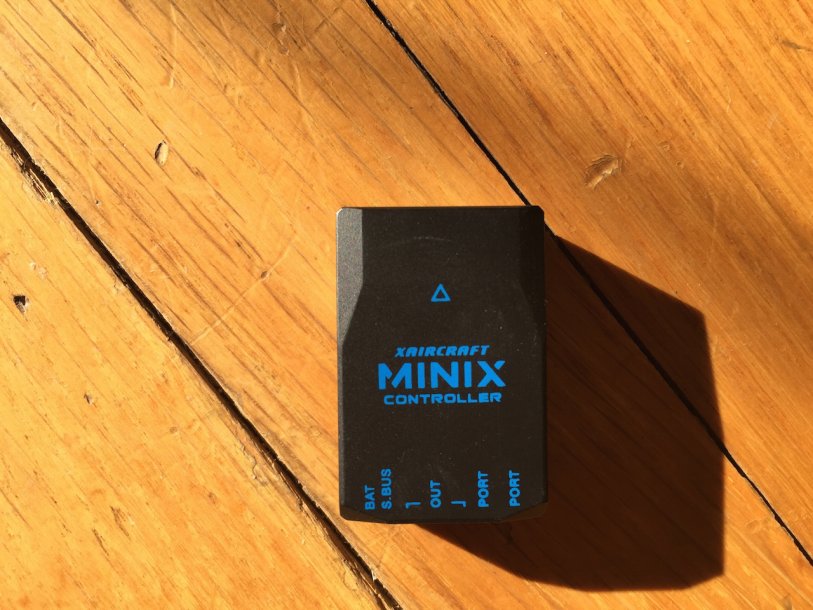 XAIRCRAFT
MINIX
CONTROLLER
BAT
S.BUS
OUT
PORT
PORT